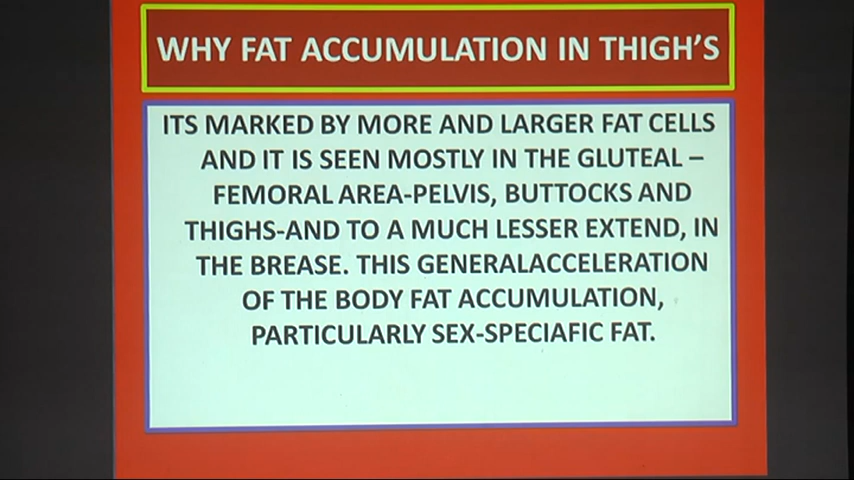 WHY FAT ACCUMULATION IN THIGH'S
ITS MARKED BY MORE AND LARGER FAT CELLS
AND IT IS SEEN MOSTLY IN THE GLUTEAL –
FEMORAL AREA-PELVIS, BUTTOCKS AND
THIGHS-AND TO A MUCH LESSER EXTEND, IN
THE BREASE. THIS GENERALACCELERATION
OF THE BODY FAT ACCUMULATION,
PARTICULARLY SEX-SPECIAFIC FAT.